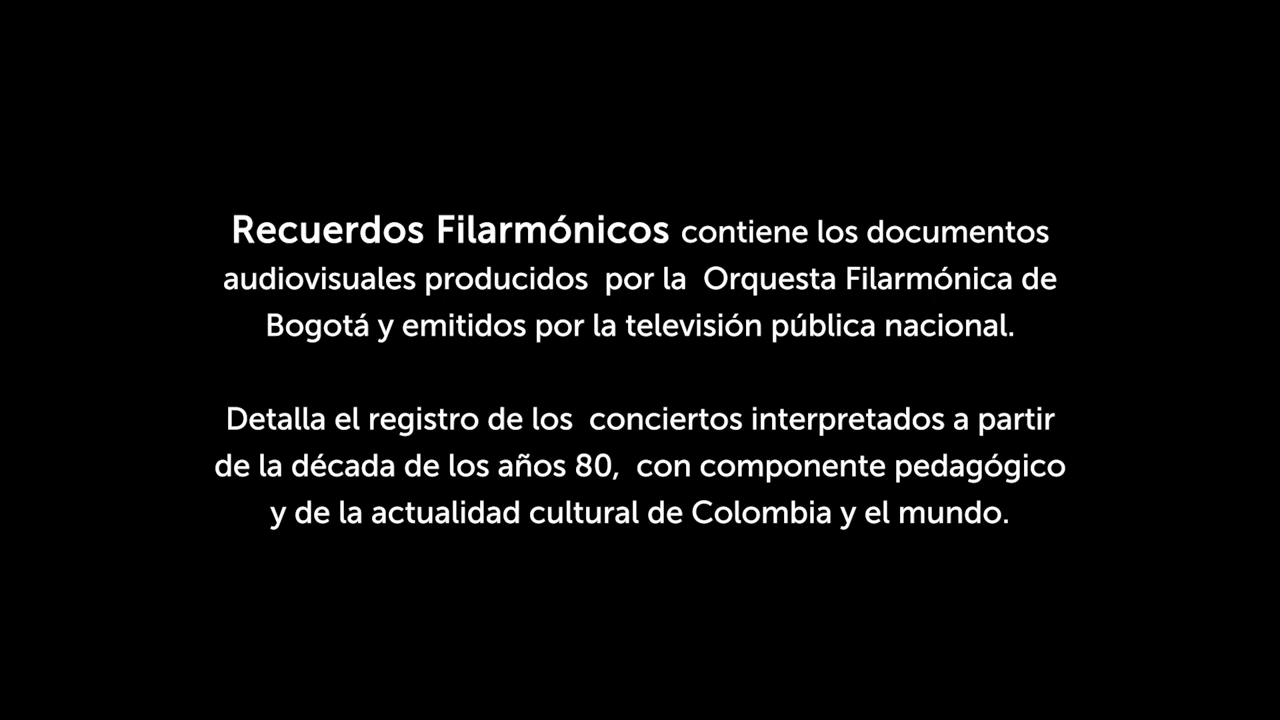 Recuerdos Filarmónicos contiene los documentos
audiovisuales producidos por la Orquesta Filarmónica de
Bogotá y emitidos por la televisión pública nacional.
Detalla el registro de los conciertos interpretados a partir
de la década de los años 80, con componente pedagógico
y de la actualidad cultural de Colombia y el mundo.